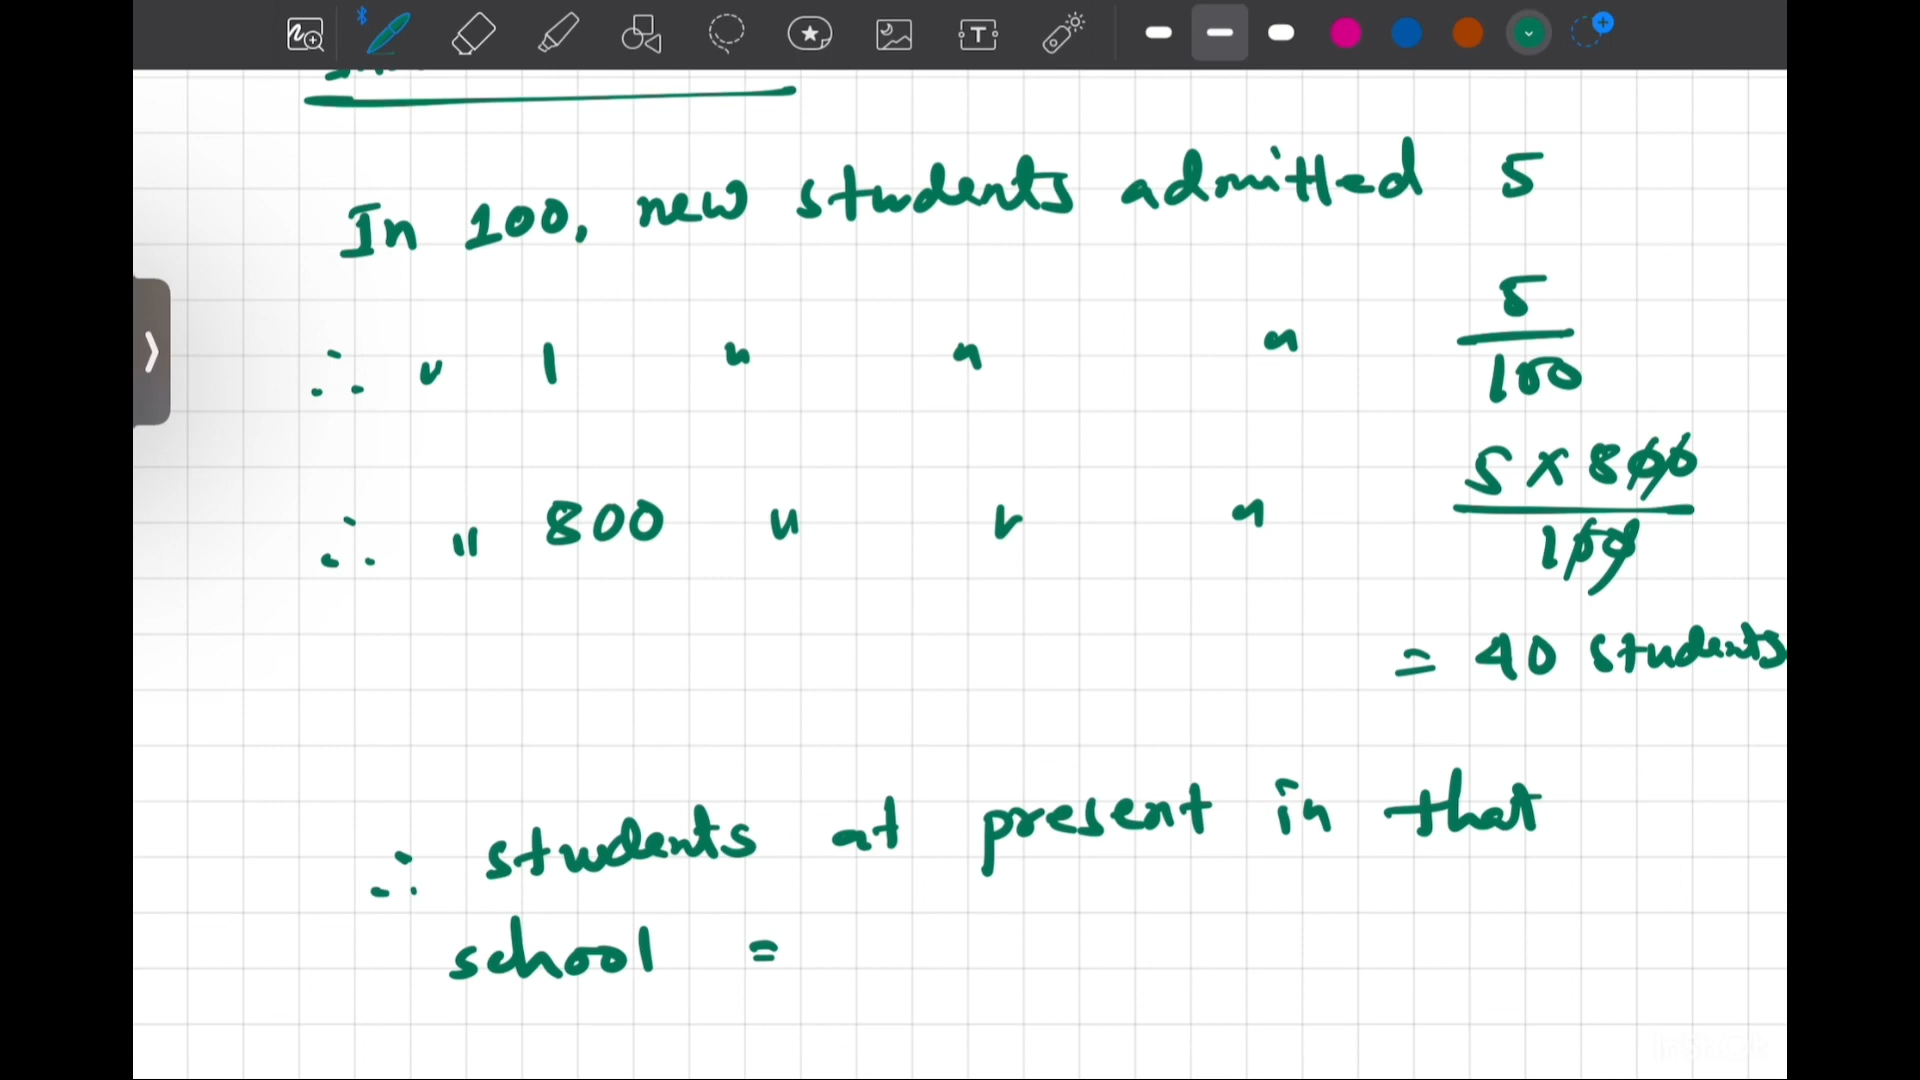 In 100, new students admitted 5
∴ " 1 " " " 5/100
∴ " 800 " " " 5 x 800/100
= 40 students
∴ students at present in that
school =